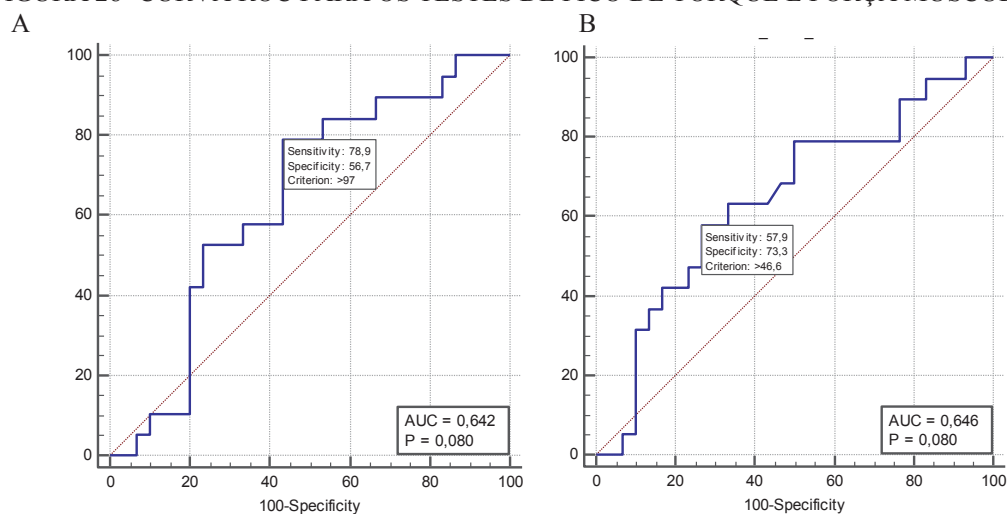 A
B
100
80
60
40
20
0
Sensitivity: 78,9
Specificity: 56,7
Criterion: >97
AUC = 0,642
P = 0,080
0 20 40 60 80 100
100-Specificity
100
80
60
40
20
0
Sensitivity: 57,9
Specificity: 73,3
Criterion: >46,6
AUC = 0,646
P = 0,080
0 20 40 60 80 100
100-Specificity